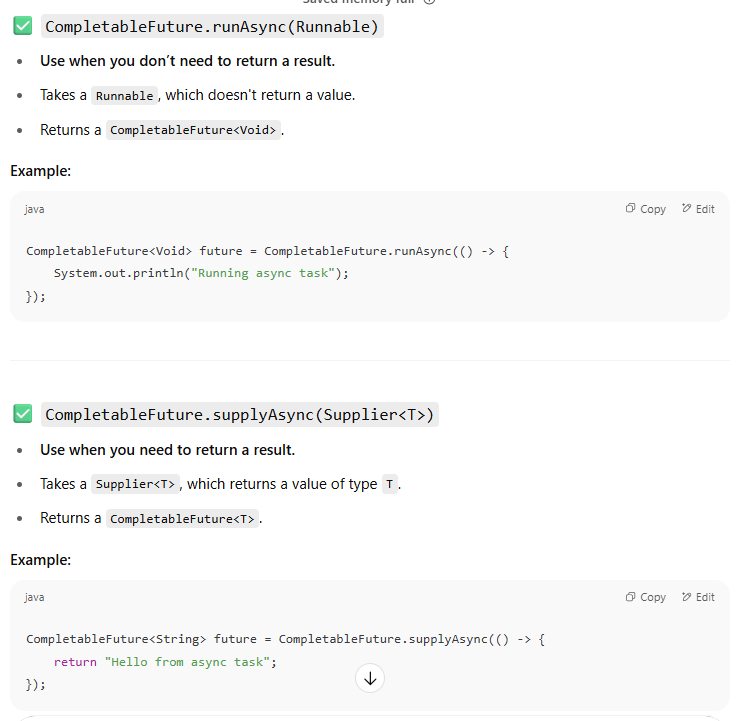 Saved memory full
CompletableFuture.runAsync(Runnable)
Use when you don't need to return a result.
Takes a Runnable, which doesn't return a value.
Returns a CompletableFuture<Void>.
Example:
java
Copy
Edit
CompletableFuture<Void> future = CompletableFuture.runAsync(() -> {
    System.out.println("Running async task");
});
CompletableFuture.supplyAsync(Supplier<T>)
Use when you need to return a result.
Takes a Supplier<T>, which returns a value of type T.
Returns a CompletableFuture<T>.
Example:
java
Copy
Edit
CompletableFuture<String> future = CompletableFuture.supplyAsync(() -> {
    return "Hello from async task";
});